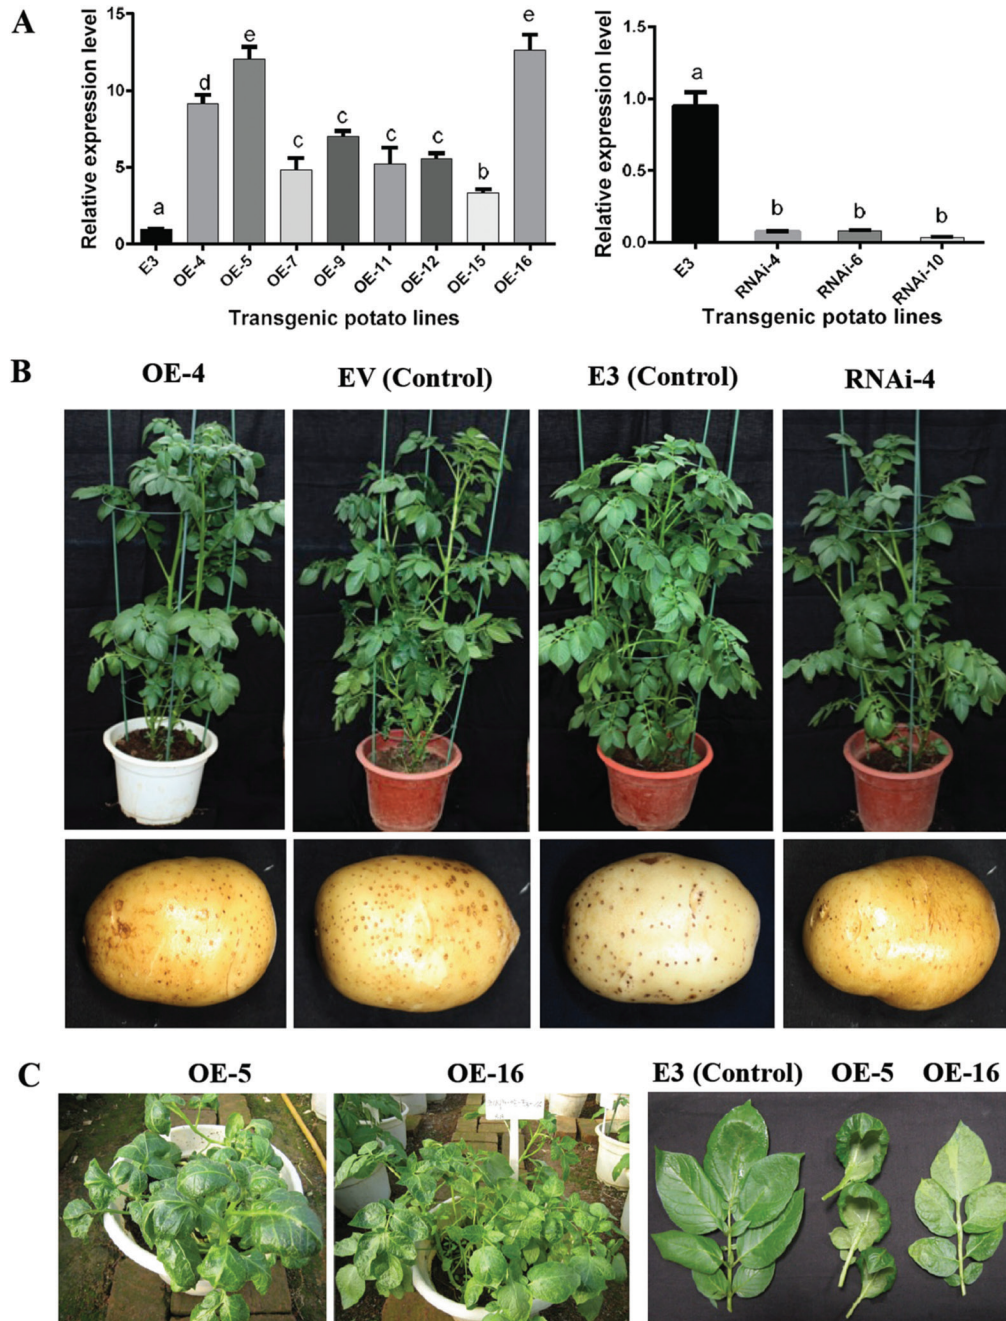 A
Relative expression level
15
10
5
0
a
d
e
c
c
c
c
b
e
E3
OE-4
OE-5
OE-7
OE-9
OE-11
OE-12
OE-15
OE-16
Transgenic potato lines
Relative expression level
1.5
1.0
0.5
0.0
a
b
b
b
E3
RNAi-4
RNAi-6
RNAi-10
Transgenic potato lines
B
OE-4
EV (Control)
E3 (Control)
RNAi-4
C
OE-5
OE-16
E3 (Control)
OE-5
OE-16